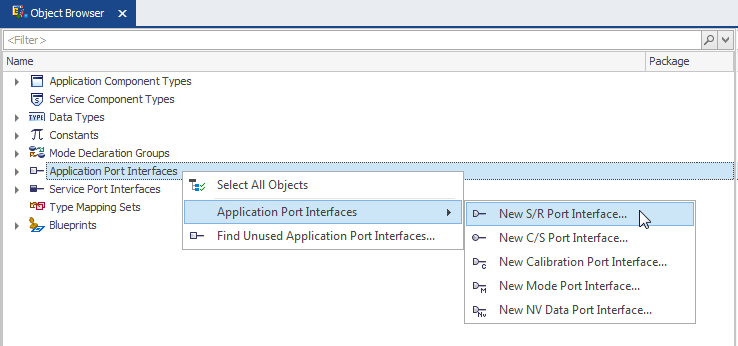 Object Browser
<Filter>
Name Package
Application Component Types
Service Component Types
TYPE Data Types
Constants
Mode Declaration Groups
Application Port Interfaces
Service Port Interfaces
Type Mapping Sets
Blueprints
Select All Objects
Application Port Interfaces
Find Unused Application Port Interfaces...
New S/R Port Interface...
New C/S Port Interface...
C New Calibration Port Interface...
M New Mode Port Interface...
Nv New NV Data Port Interface...